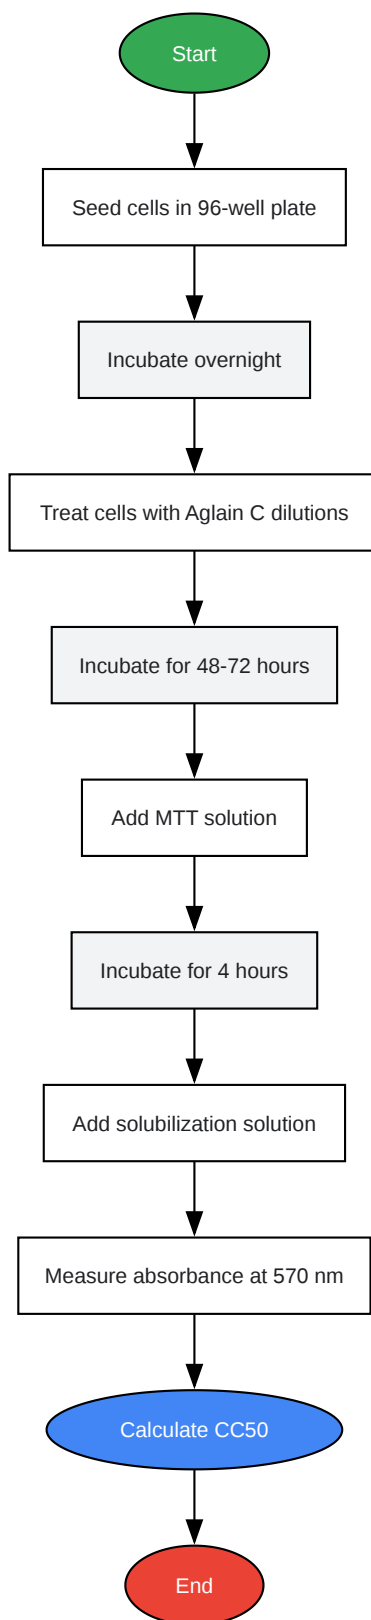 Start
Seed cells in 96-well plate
Incubate overnight
Treat cells with Aglain C dilutions
Incubate for 48-72 hours
Add MTT solution
Incubate for 4 hours
Add solubilization solution
Measure absorbance at 570 nm
Calculate CC50
End